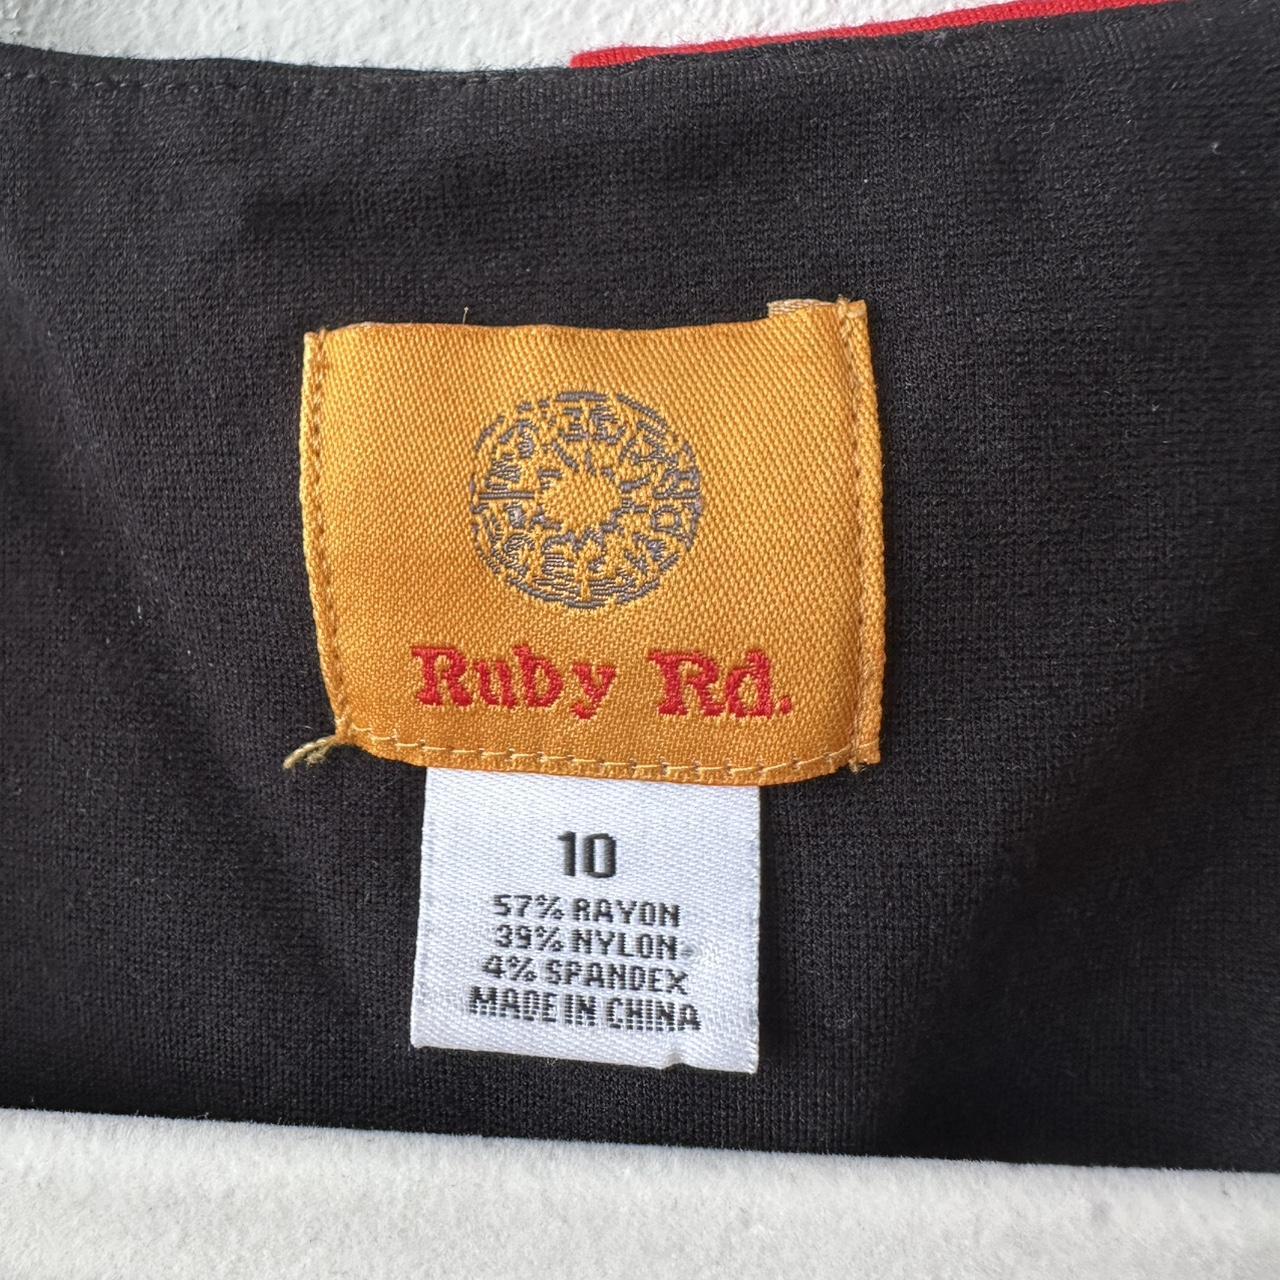 Ruby Rd.
10
57% RAYON
39% NYLON
4% SPANDEX
MADE IN CHINA